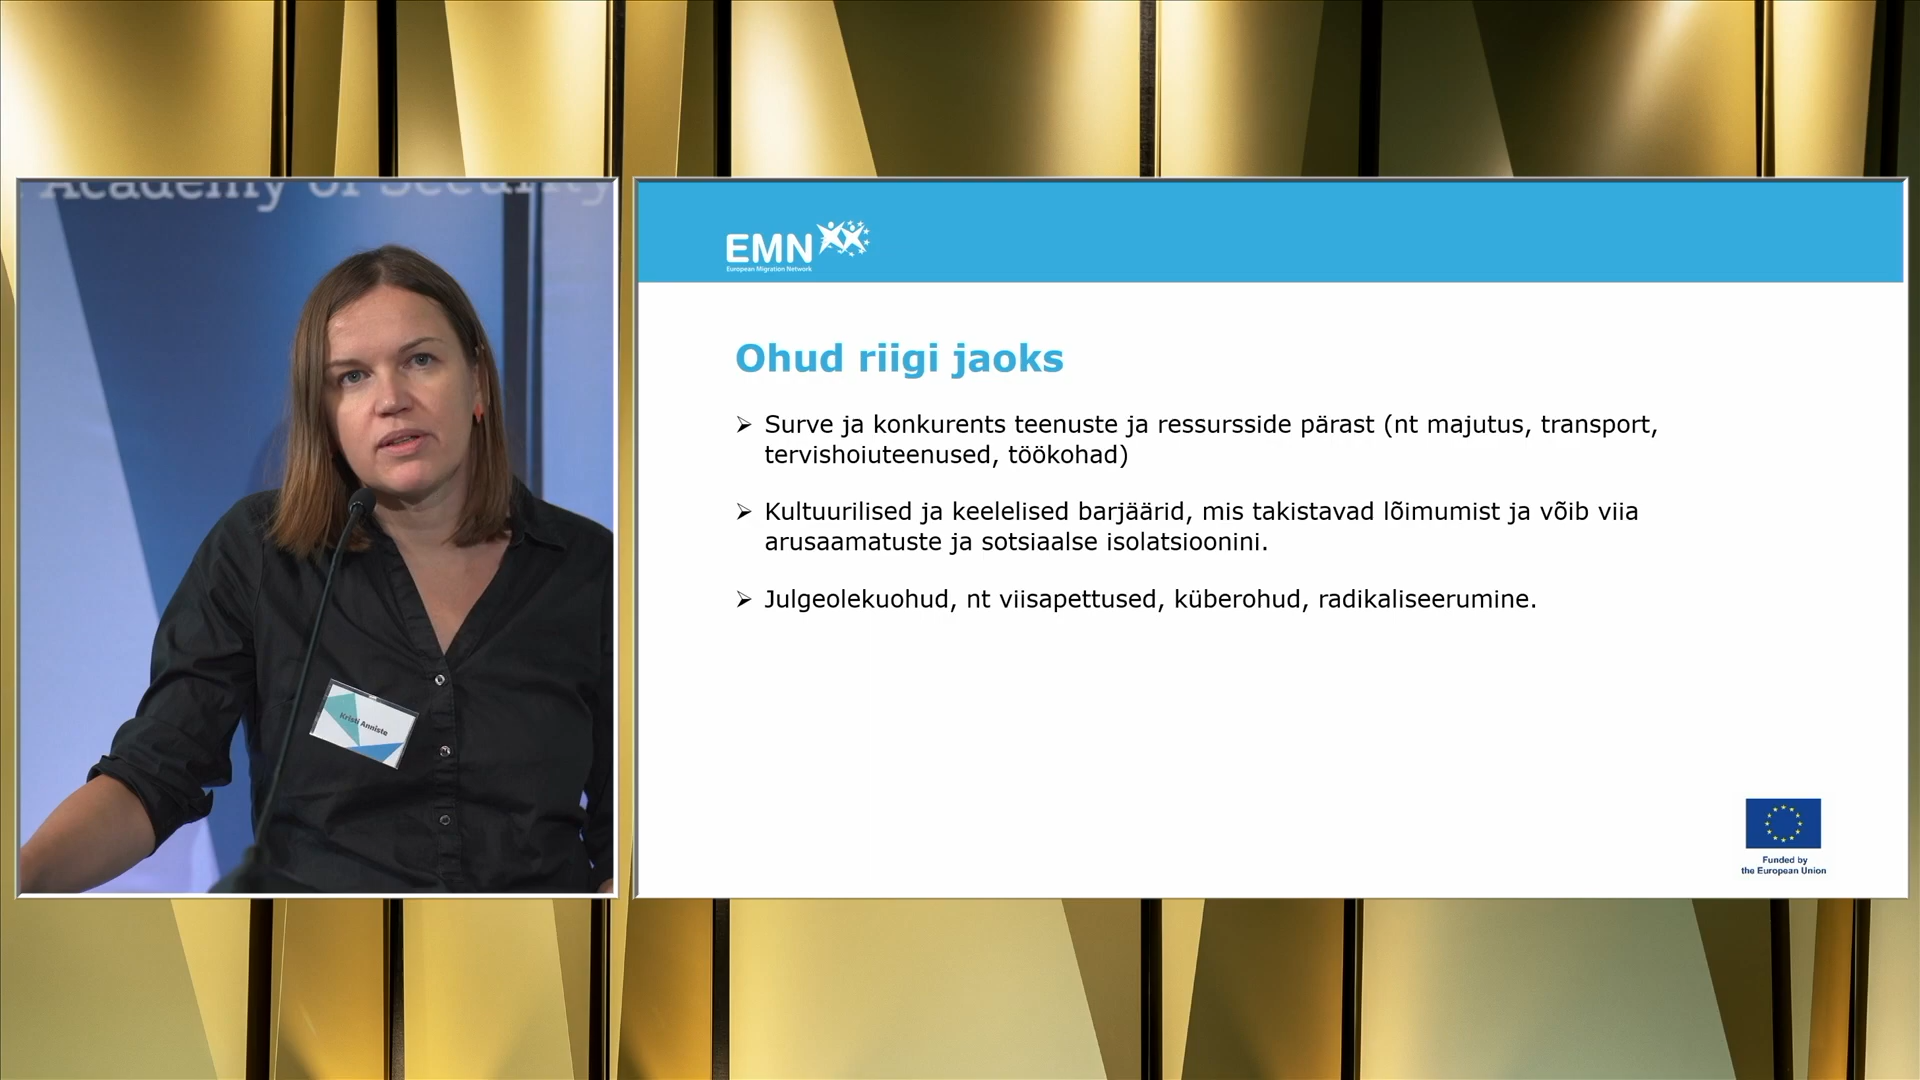 Academy of Security
Kristi Anniste
EMN
European Migration Network
Ohud riigi jaoks
➢ Surve ja konkurents teenuste ja ressursside pärast (nt majutus, transport,
tervishoiuteenused, töökohad)
➢ Kultuurilised ja keelelised barjäärid, mis takistavad lõimumist ja võib viia
arusaamatuste ja sotsiaalse isolatsioonini.
➢ Julgeolekuohud, nt viisapettused, küberohud, radikaliseerumine.
Funded by
the European Union